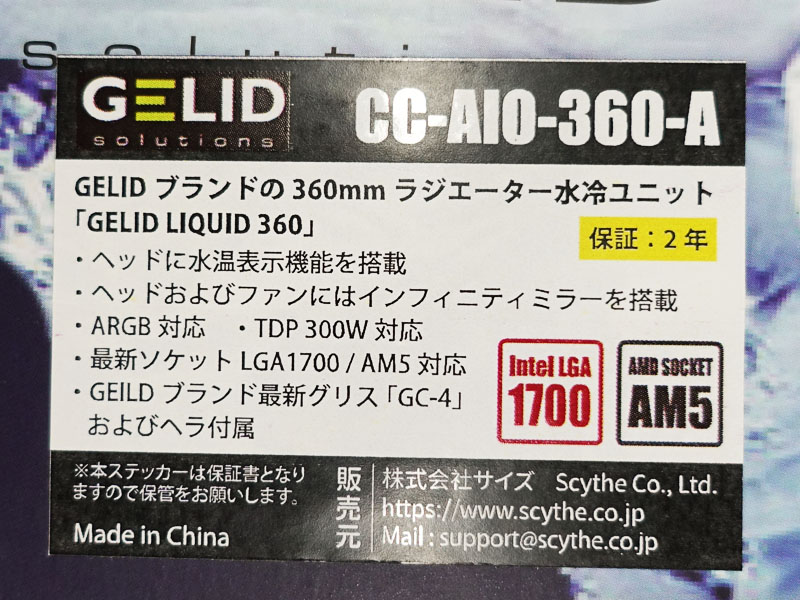 GELID
solutions
CC-AIO-360-A
GELID ブランドの 360mm ラジエーター水冷ユニット
「GELID LIQUID 360」
保証：2 年
・ヘッドに水温表示機能を搭載
・ヘッドおよびファンにはインフィニティミラーを搭載
・ARGB 対応　・TDP 300W 対応
・最新ソケット LGA1700 / AM5 対応
・GEILD ブランド最新グリス「GC-4」
およびヘラ付属
Intel LGA
1700
AMD SOCKET
AM5
※本ステッカーは保証書となり
ますので保管をお願いします。
Made in China
販売元
株式会社サイズ　Scythe Co., Ltd.
https://www.scythe.co.jp
Mail : support@scythe.co.jp